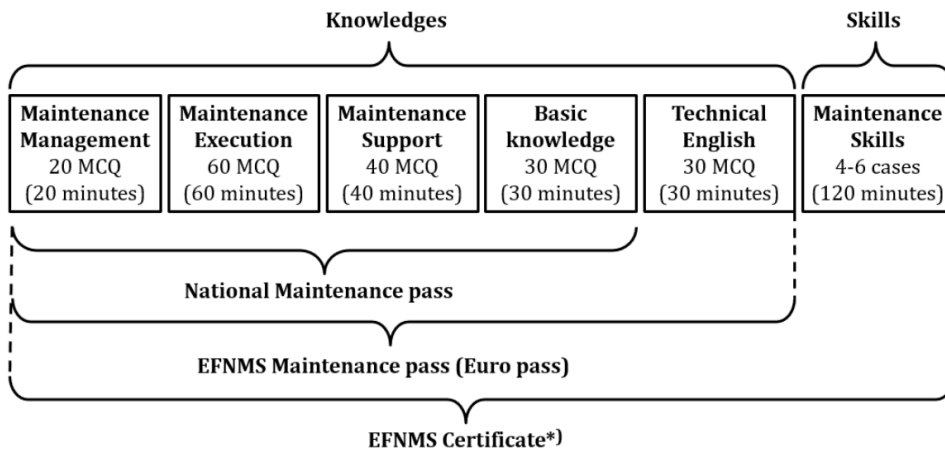 Knowledges
Skills
Maintenance
Management
20 MCQ
(20 minutes)
Maintenance
Execution
60 MCQ
(60 minutes)
Maintenance
Support
40 MCQ
(40 minutes)
Basic
knowledge
30 MCQ
(30 minutes)
Technical
English
30 MCQ
(30 minutes)
Maintenance
Skills
4-6 cases
(120 minutes)
National Maintenance pass
EFNMS Maintenance pass (Euro pass)
EFNMS Certificate*)